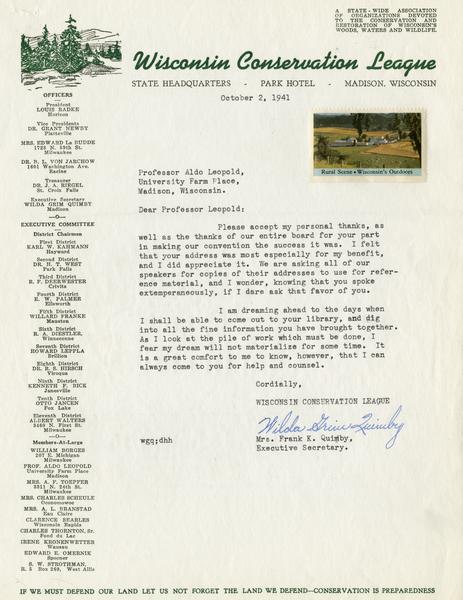 A STATE-WIDE ASSOCIATION
OF ORGANIZATIONS DEVOTED
TO THE CONSERVATION AND
RESTORATION OF WISCONSIN'S
WOODS, WATERS AND WILDLIFE.
Wisconsin Conservation League
STATE HEADQUARTERS - PARK HOTEL - MADISON, WISCONSIN
October 2, 1941
OFFICERS
President
LOUIS RADKE
Horicon
Vice Presidents
DR. GRANT NEWBY
Platteville
MRS. EDWARD La BUDDE
1728 N. 59th St.
Milwaukee
DR. B. L. VON JARCHOW
1601 Washington Ave.
Racine
Treasurer
DR. J. A. RIEGEL
St. Croix Falls
Executive Secretary
WILDA GRIM QUIMBY
Madison
—o—
EXECUTIVE COMMITTEE
District Chairmen
First District
KARL W. KAHMANN
Hayward
Second District
DR. H. T. WEST
Park Falls
Third District
R. F. DEERWESTER
Crivitz
Fourth District
E. W. PALMER
Ellsworth
Fifth District
WILLARD FRANKE
Manston
Sixth District
R. A. DIESTLER,
Winneconne
Seventh District
HOWARD LEPPLA
Brillion
Eighth District
DR. R. S. HIRSCH
Viroqua
Ninth District
KENNETH F. BICK
Janesville
Tenth District
OTTO JANCEN
Fox Lake
Eleventh District
ALBERT WALTERS
3469 N. First St.
Milwaukee
—o—
Members-At-Large
WILLIAM BORGES
207 E. Michigan
Milwaukee
PROF. ALDO LEOPOLD
University Farm Place
Madison
MRS. A. F. TOEPFER
3311 N. 24th St.
Milwaukee
MRS. CHARLES SCHEULE
Oconomowoc
MRS. A. L. BRANSTAD
Eau Claire
CLARENCE SEARLES
Wisconsin Rapids
CHARLES THORNTON, Sr.
Fond du Lac
IRENE KRONENWETTER
Wausau
EDWARD E. OMERNIK
Spooner
S. W. STROTHMAN,
R. 5 Box 269, West Allis
Rural Scene • Wisconsin's Outdoors
Professor Aldo Leopold,
University Farm Place,
Madison, Wisconsin.
Dear Professor Leopold:
Please accept my personal thanks, as
well as the thanks of our entire board for your part
in making our convention the success it was. I felt
that your address was most especially for my benefit,
and I did appreciate it. We are asking all of our
speakers for copies of their addresses to use for refer-
ence material, and I wonder, knowing that you spoke
extemperaneously, if I dare ask that favor of you.
I am dreaming ahead to the days when
I shall be able to come out to your library, and dig
into all the fine information you have brought together.
As I look at the pile of work which must be done, I
fear my dream will not materialize for some time. It
is a great comfort to me to know, however, that I can
always come to you for help and counsel.
Cordially,
WISCONSIN CONSERVATION LEAGUE
Wilda Grim Quimby
Mrs. Frank K. Quimby,
Executive Secretary.
wgq;dhh
IF WE MUST DEFEND OUR LAND LET US NOT FORGET THE LAND WE DEFEND—CONSERVATION IS PREPAREDNESS